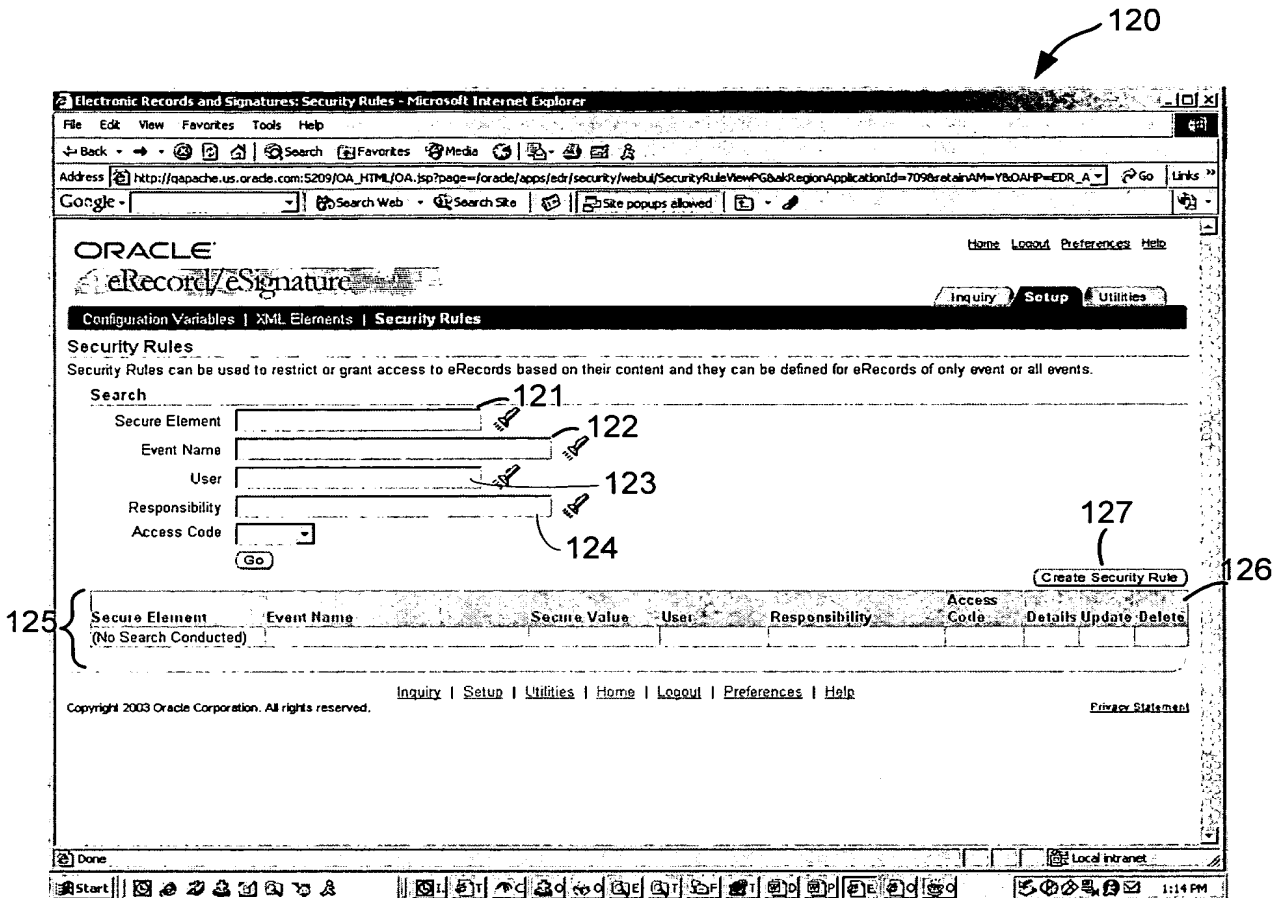 120
Electronic Records and Signatures: Security Rules - Microsoft Internet Explorer
File Edit View Favorites Tools Help
Back Search Favorites Media
Address http://qapache.us.oracle.com:5209/OA_HTML/OA.jsp?page=/oracle/apps/edr/security/webui/SecurityRuleViewPG&akRegionApplicationId=709&retainAM=Y&OAHP=EDR_A Go Links »
Google Search Web Search Site Site popups allowed
ORACLE
Home Logout Preferences Help
eRecord/eSignature
Inquiry Setup Utilities
Configuration Variables | XML Elements | Security Rules
Security Rules
Security Rules can be used to restrict or grant access to eRecords based on their content and they can be defined for eRecords of only event or all events.
Search
121
Secure Element
122
Event Name
User
123
Responsibility
124
Access Code
127
Go
Create Security Rule
126
125
Secure Element Event Name Secure Value User Responsibility Access Code Details Update Delete
(No Search Conducted)
Inquiry | Setup | Utilities | Home | Logout | Preferences | Help
Copyright 2003 Oracle Corporation. All rights reserved.
Privacy Statement
Done
Local intranet
Start
1:14 PM